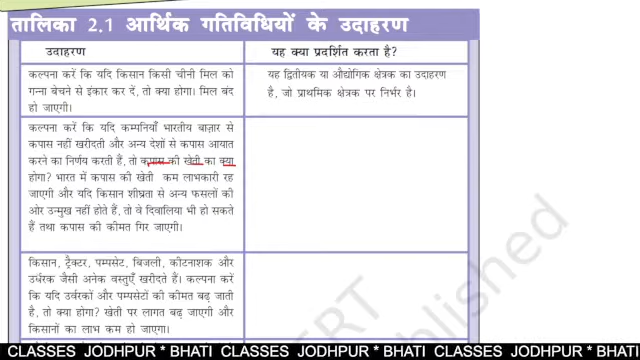 तालिका 2.1 आर्थिक गतिविधियों के उदाहरण
उदाहरण
यह क्या प्रदर्शित करता है?
कल्पना करें कि यदि किसान किसी चीनी मिल को
गन्ना बेचने से इंकार कर दें, तो क्या होगा। मिल बंद
हो जाएगी।
यह द्वितीयक या औद्योगिक क्षेत्रक का उदाहरण
है, जो प्राथमिक क्षेत्रक पर निर्भर है।
कल्पना करें कि यदि कम्पनियाँ भारतीय बाज़ार से
कपास नहीं खरीदती और अन्य देशों से कपास आयात
करने का निर्णय करती हैं, तो कपास की खेती का क्या
होगा? भारत में कपास की खेती कम लाभकारी रह
जाएगी और यदि किसान शीघ्रता से अन्य फसलों की
ओर उन्मुख नहीं होते हैं, तो वे दिवालिया भी हो सकते
हैं तथा कपास की कीमत गिर जाएगी।
किसान, ट्रैक्टर, पम्पसेट, बिजली, कीटनाशक और
उर्वरक जैसी अनेक वस्तुएँ खरीदते हैं। कल्पना करें
कि यदि उर्वरकों और पम्पसेटों की कीमत बढ़ जाती
है, तो क्या होगा? खेती पर लागत बढ़ जाएगी और
किसानों का लाभ कम हो जाएगा।
CLASSES JODHPUR * BHATI CLASSES JODHPUR * BHATI CLASSES JODHPUR * BHATI